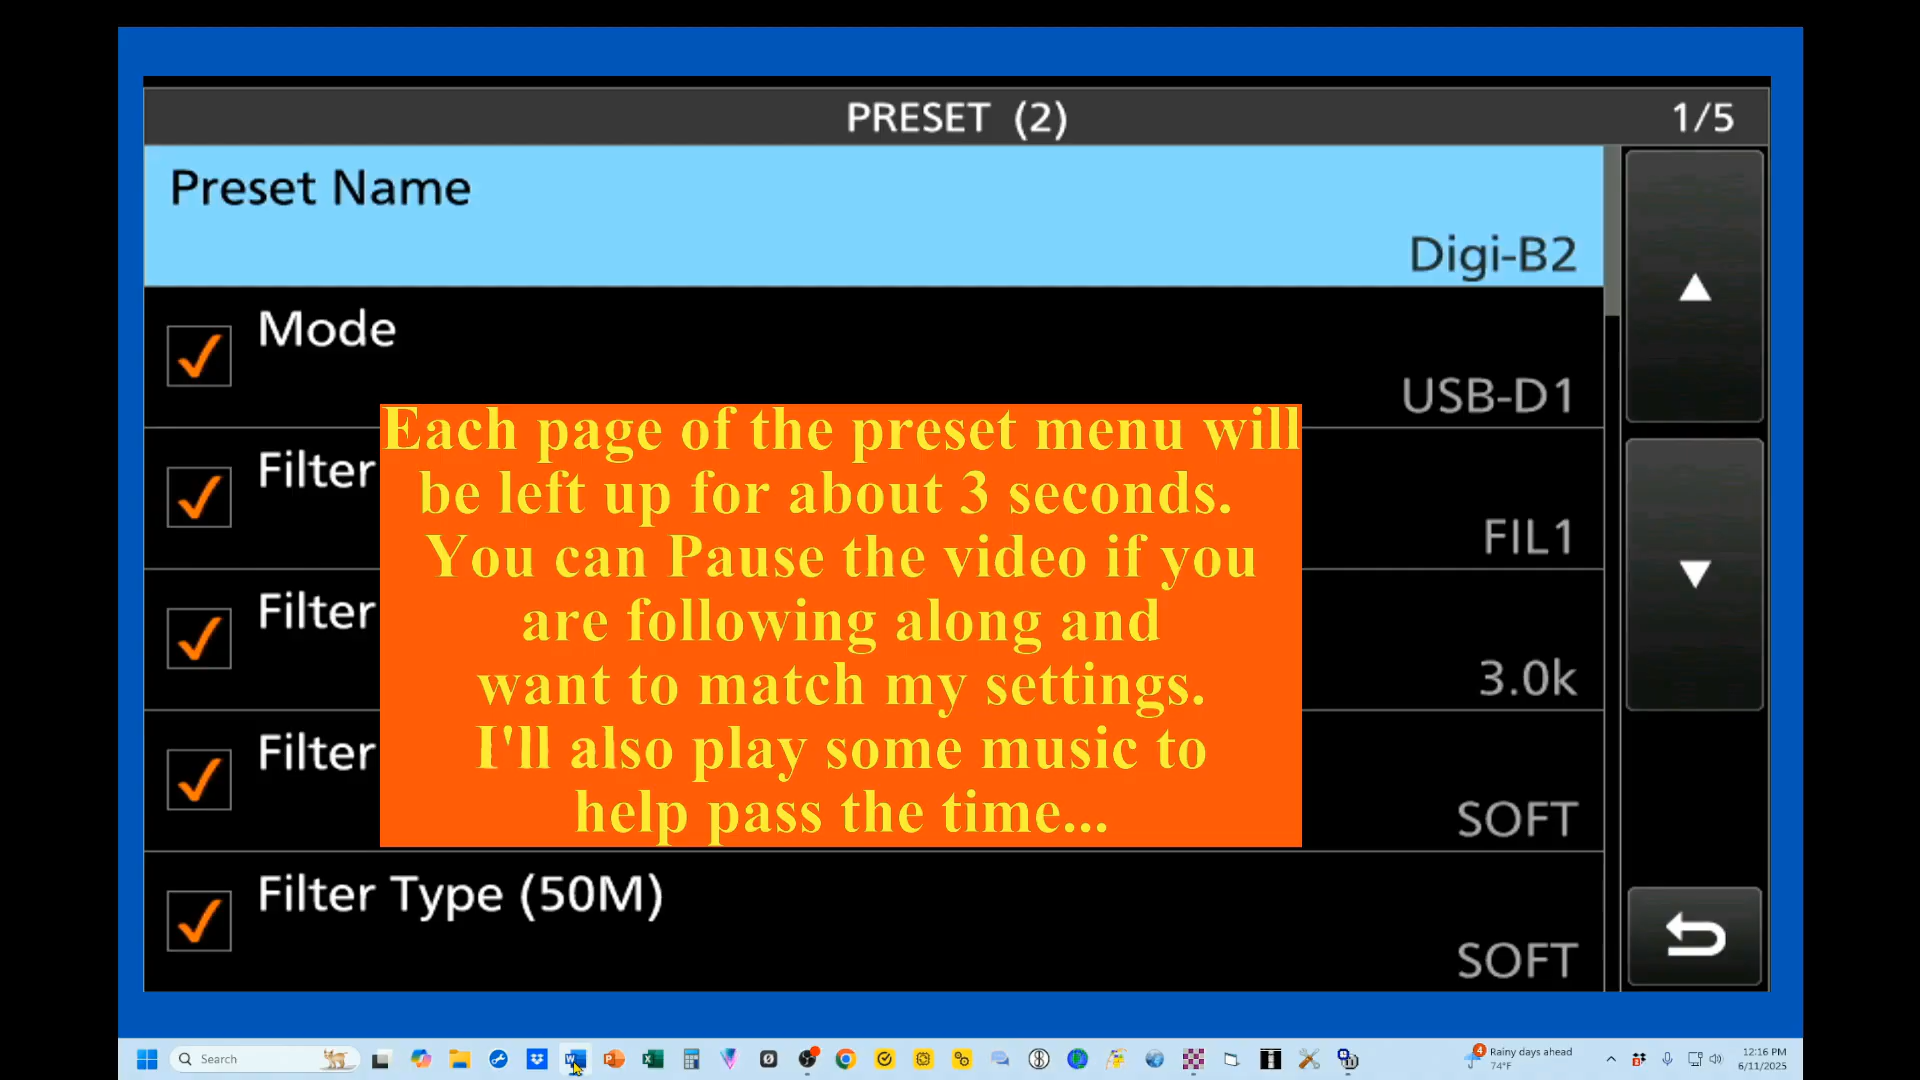 PRESET (2)
1/5
Preset Name
Digi-B2
Mode
USB-D1
Filter
FIL1
Filter
3.0k
Filter
SOFT
Filter Type (50M)
SOFT
Each page of the preset menu will
be left up for about 3 seconds.
You can Pause the video if you
are following along and
want to match my settings.
I'll also play some music to
help pass the time...
Search
4
Rainy days ahead
74°F
12:16 PM
6/11/2025